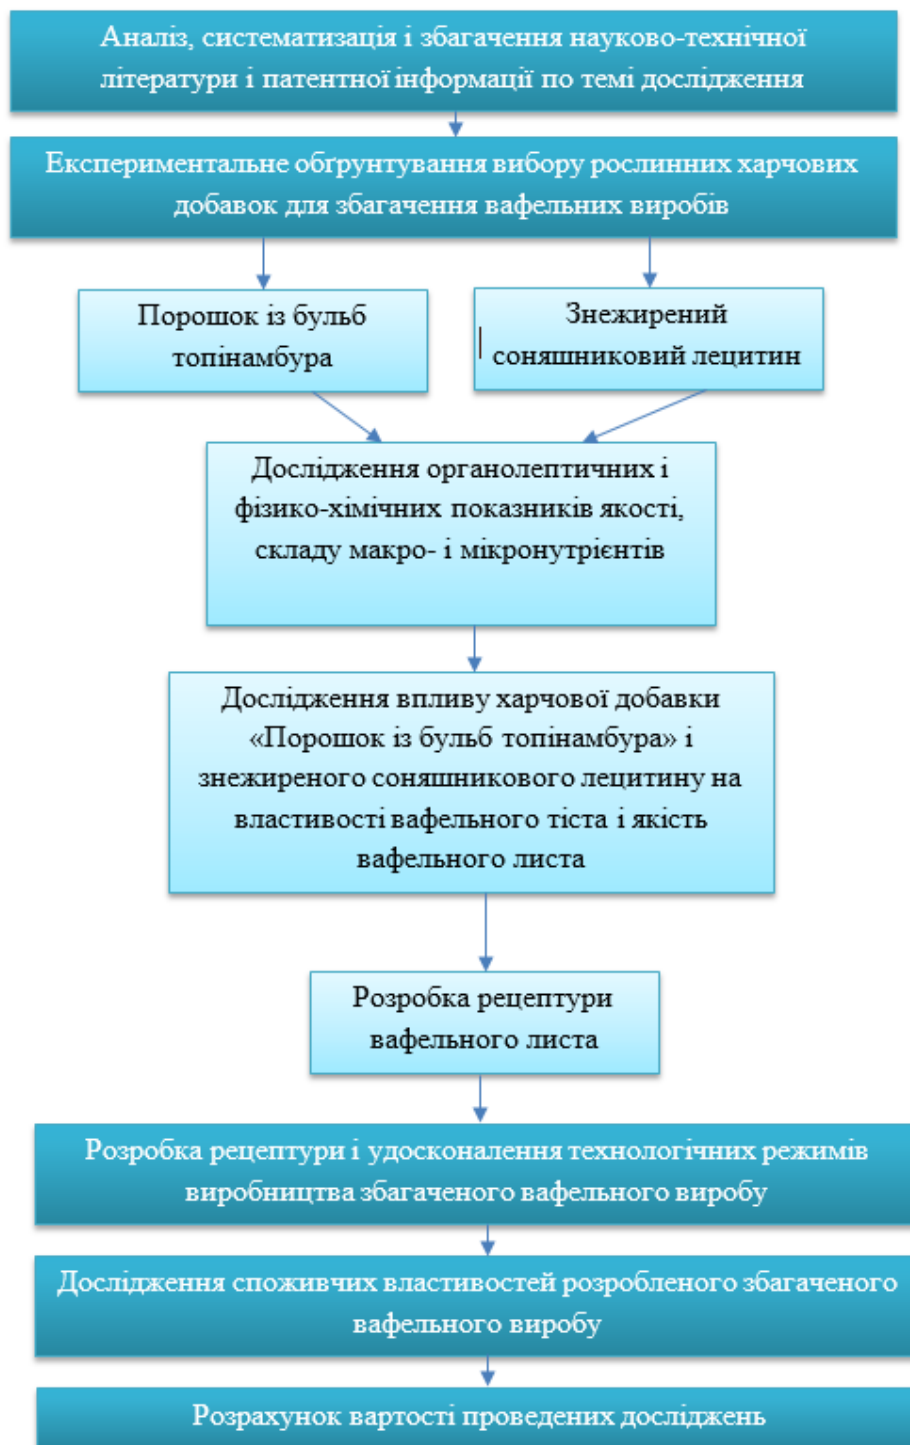 Аналіз, систематизація і збагачення науково-технічної
літератури і патентної інформації по темі дослідження
Експериментальне обґрунтування вибору рослинних харчових
добавок для збагачення вафельних виробів
Порошок із бульб
топінамбура
Знежирений
соняшниковий лецитин
Дослідження органолептичних і
фізико-хімічних показників якості,
складу макро- і мікронутрієнтів
Дослідження впливу харчової добавки
«Порошок із бульб топінамбура» і
знежиреного соняшникового лецитину на
властивості вафельного тіста і якість
вафельного листа
Розробка рецептури
вафельного листа
Розробка рецептури і удосконалення технологічних режимів
виробництва збагаченого вафельного виробу
Дослідження споживчих властивостей розробленого збагаченого
вафельного виробу
Розрахунок вартості проведених досліджень